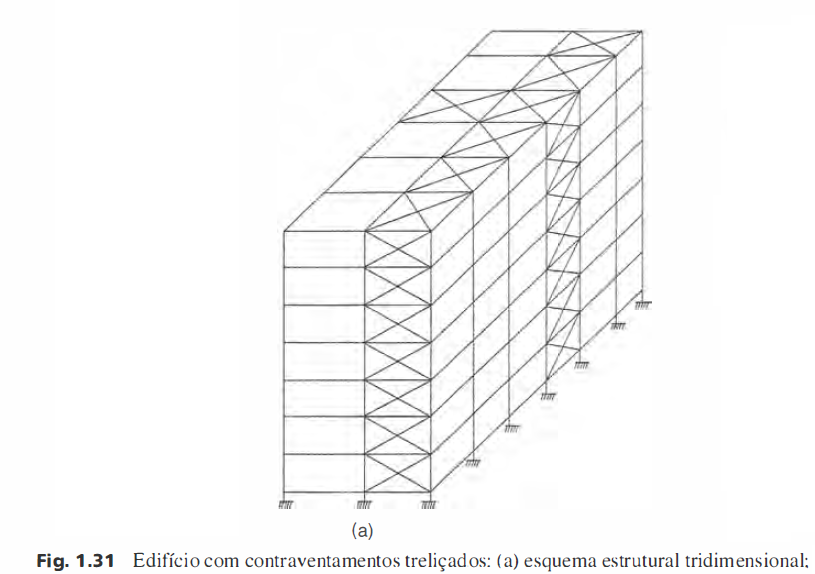 (a)
Fig. 1.31 Edifício com contraventamentos treliçados: (a) esquema estrutural tridimensional;